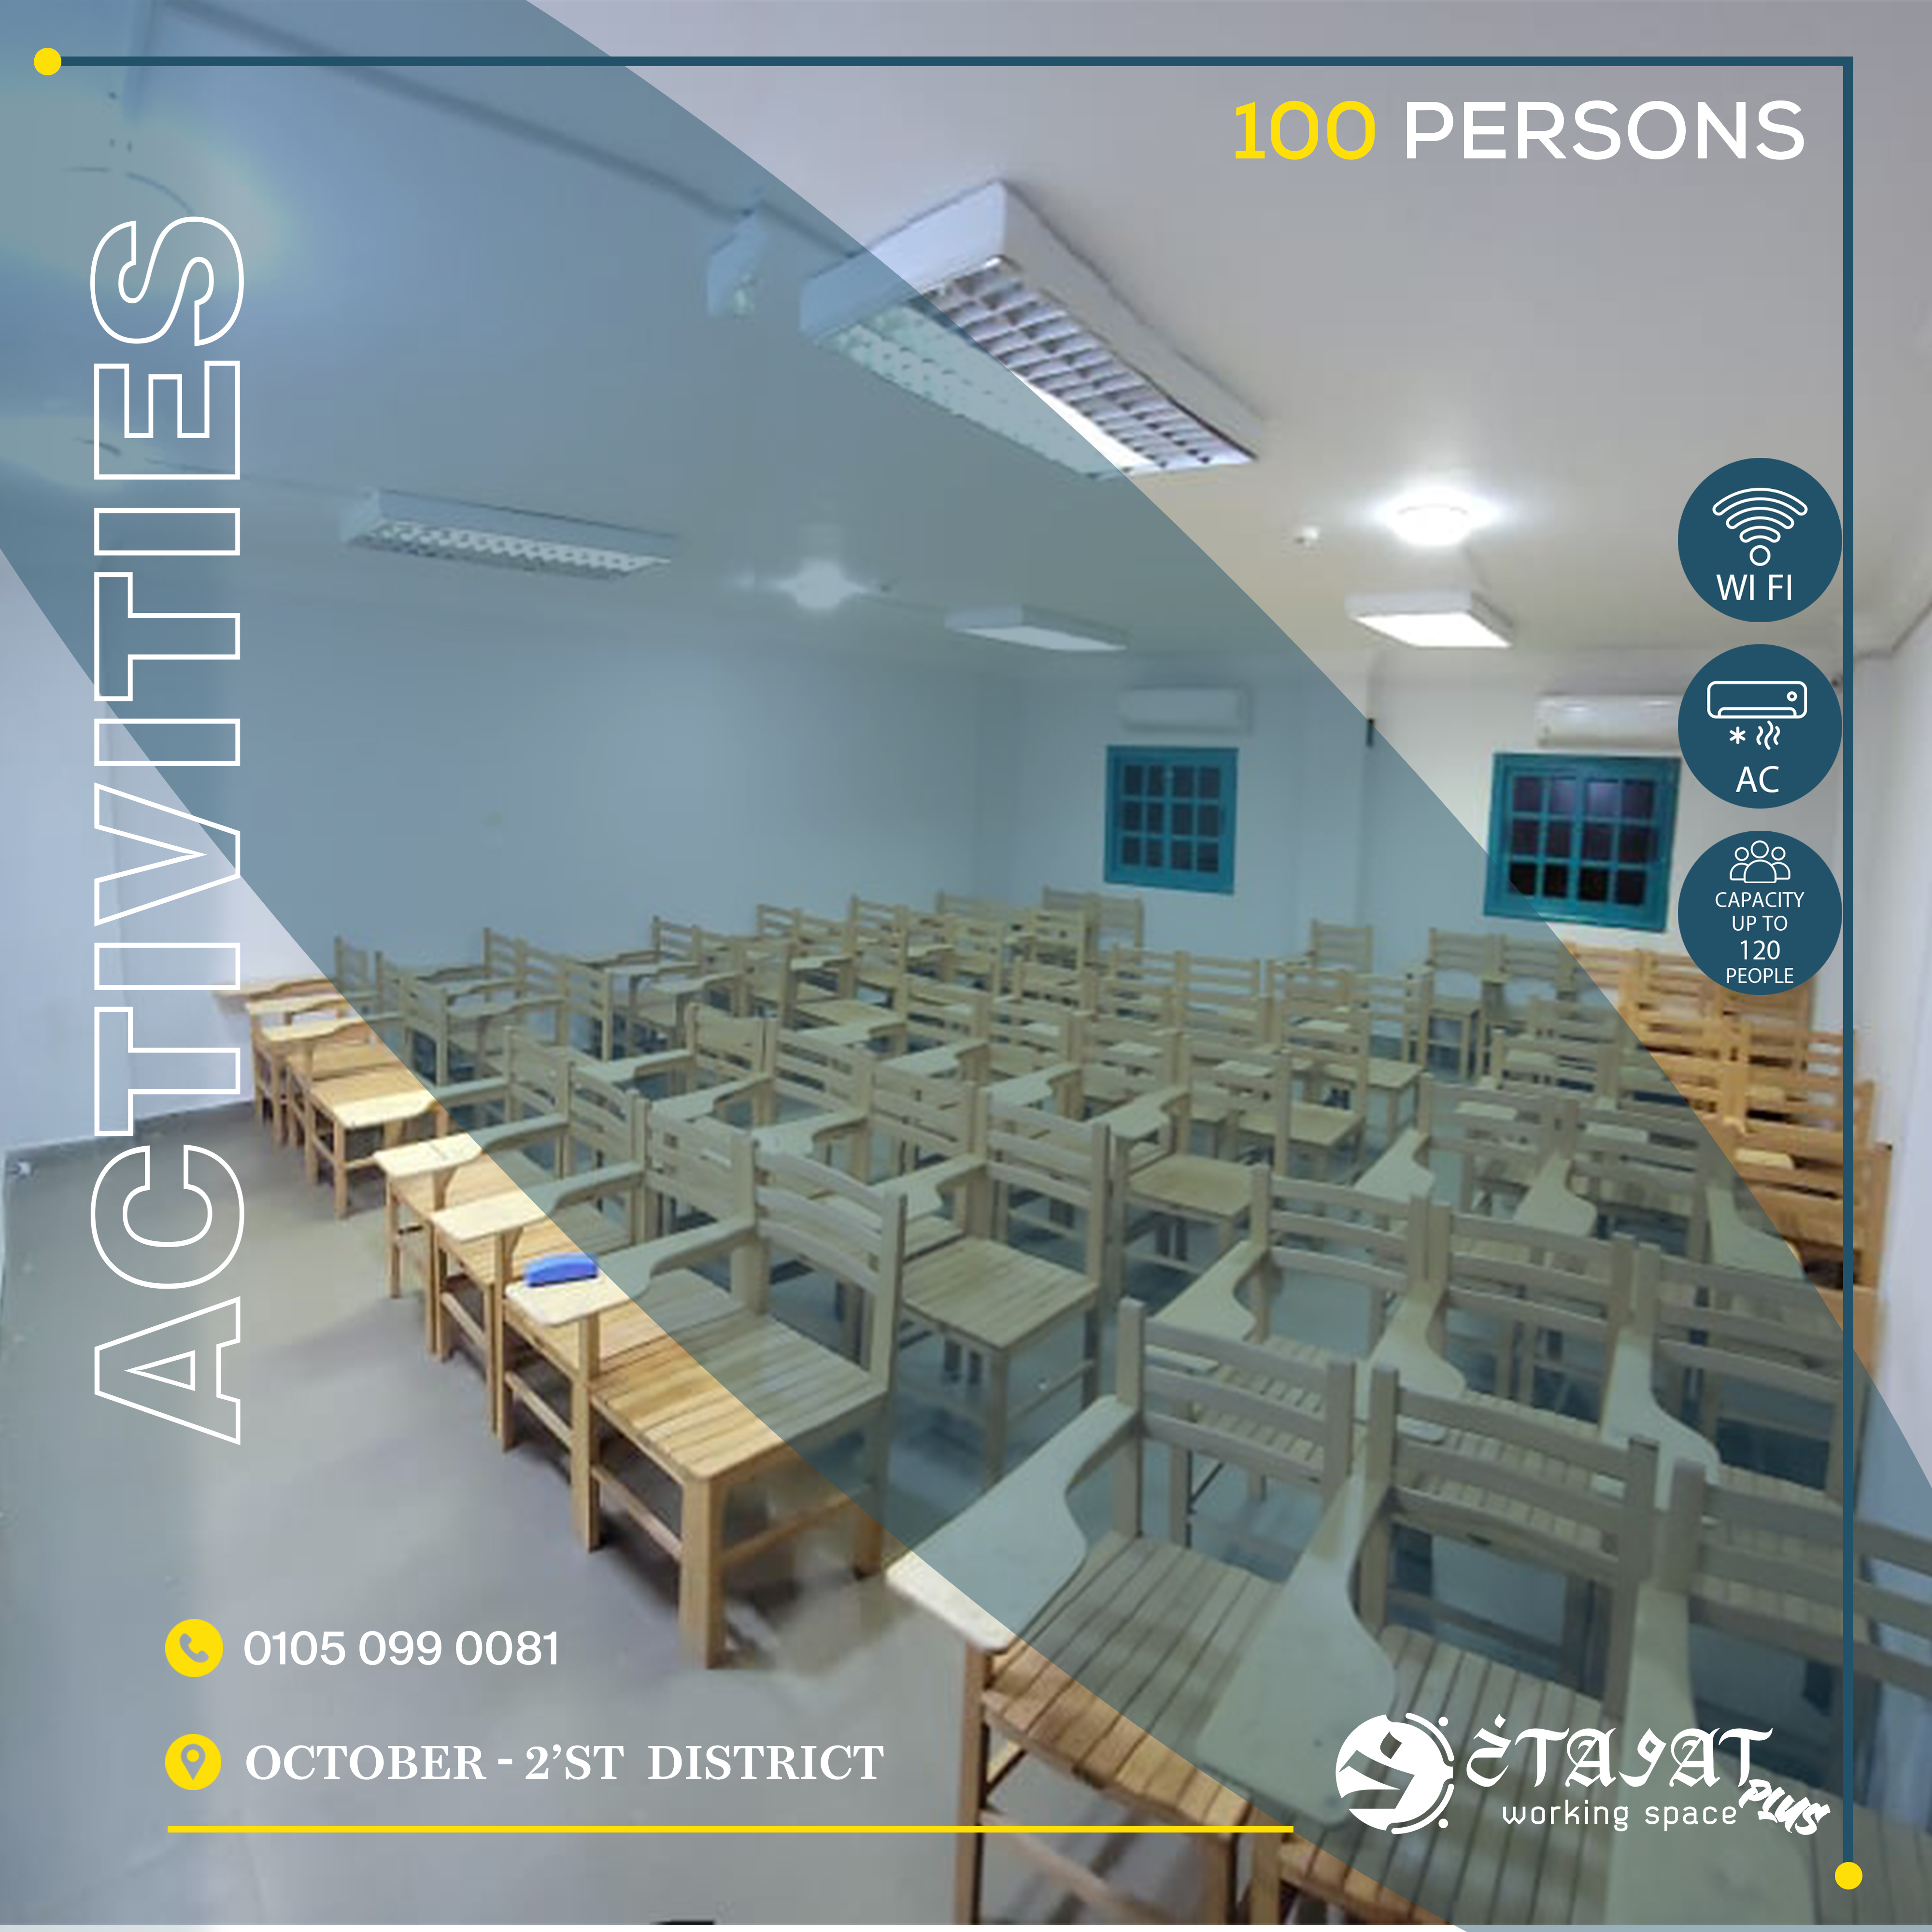 100 PERSONS
ACTIVITIES
WI FI
AC
CAPACITY
UP TO
120
PEOPLE
0105 099 0081
OCTOBER - 2'ST DISTRICT
working space
PLUS